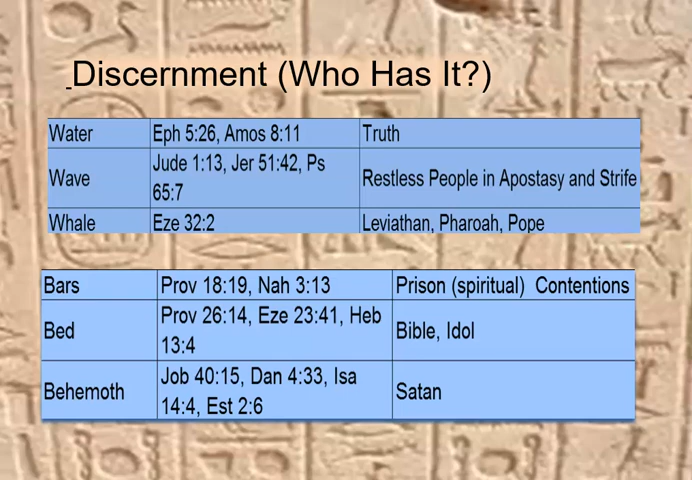 Discernment (Who Has It?)
Water Eph 5:26, Amos 8:11 Truth
Wave Jude 1:13, Jer 51:42, Ps 65:7 Restless People in Apostasy and Strife
Whale Eze 32:2 Leviathan, Pharoah, Pope
Bars Prov 18:19, Nah 3:13 Prison (spiritual) Contentions
Bed Prov 26:14, Eze 23:41, Heb 13:4 Bible, Idol
Behemoth Job 40:15, Dan 4:33, Isa 14:4, Est 2:6 Satan